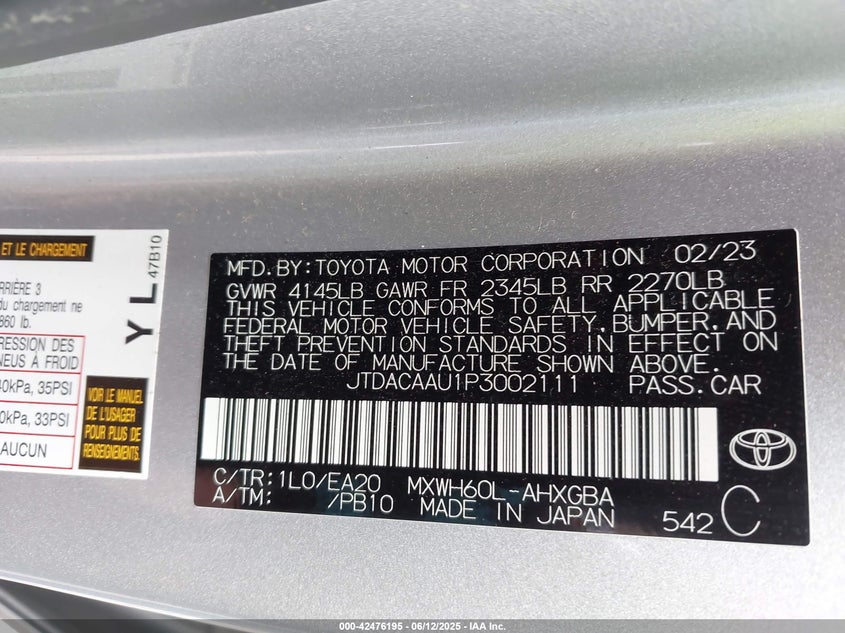 ET LE CHARGEMENT
RRIÈRE 3
du chargement ne
860 lb.
RESSION DES
NEUS À FROID
40kPa, 35PSI
0kPa, 33PSI
AUCUN
VOIR LE MANUEL
DE L'USAGER
POUR PLUS DE
RENSEIGNEMENTS
Y L 47B10
MFD.BY:TOYOTA MOTOR CORPORATION 02/23
GVWR 4145LB GAWR FR 2345LB RR 2270LB
THIS VEHICLE CONFORMS TO ALL APPLICABLE
FEDERAL MOTOR VEHICLE SAFETY,BUMPER,AND
THEFT PREVENTION STANDARDS IN EFFECT ON
THE DATE OF MANUFACTURE SHOWN ABOVE.
JTDACAAU1P3002111 PASS.CAR
C/TR:1L0/EA20 MXWH60L-AHXGBA
A/TM: /PB10 MADE IN JAPAN 542 C
000-42476195 - 06/12/2025 - IAA Inc.